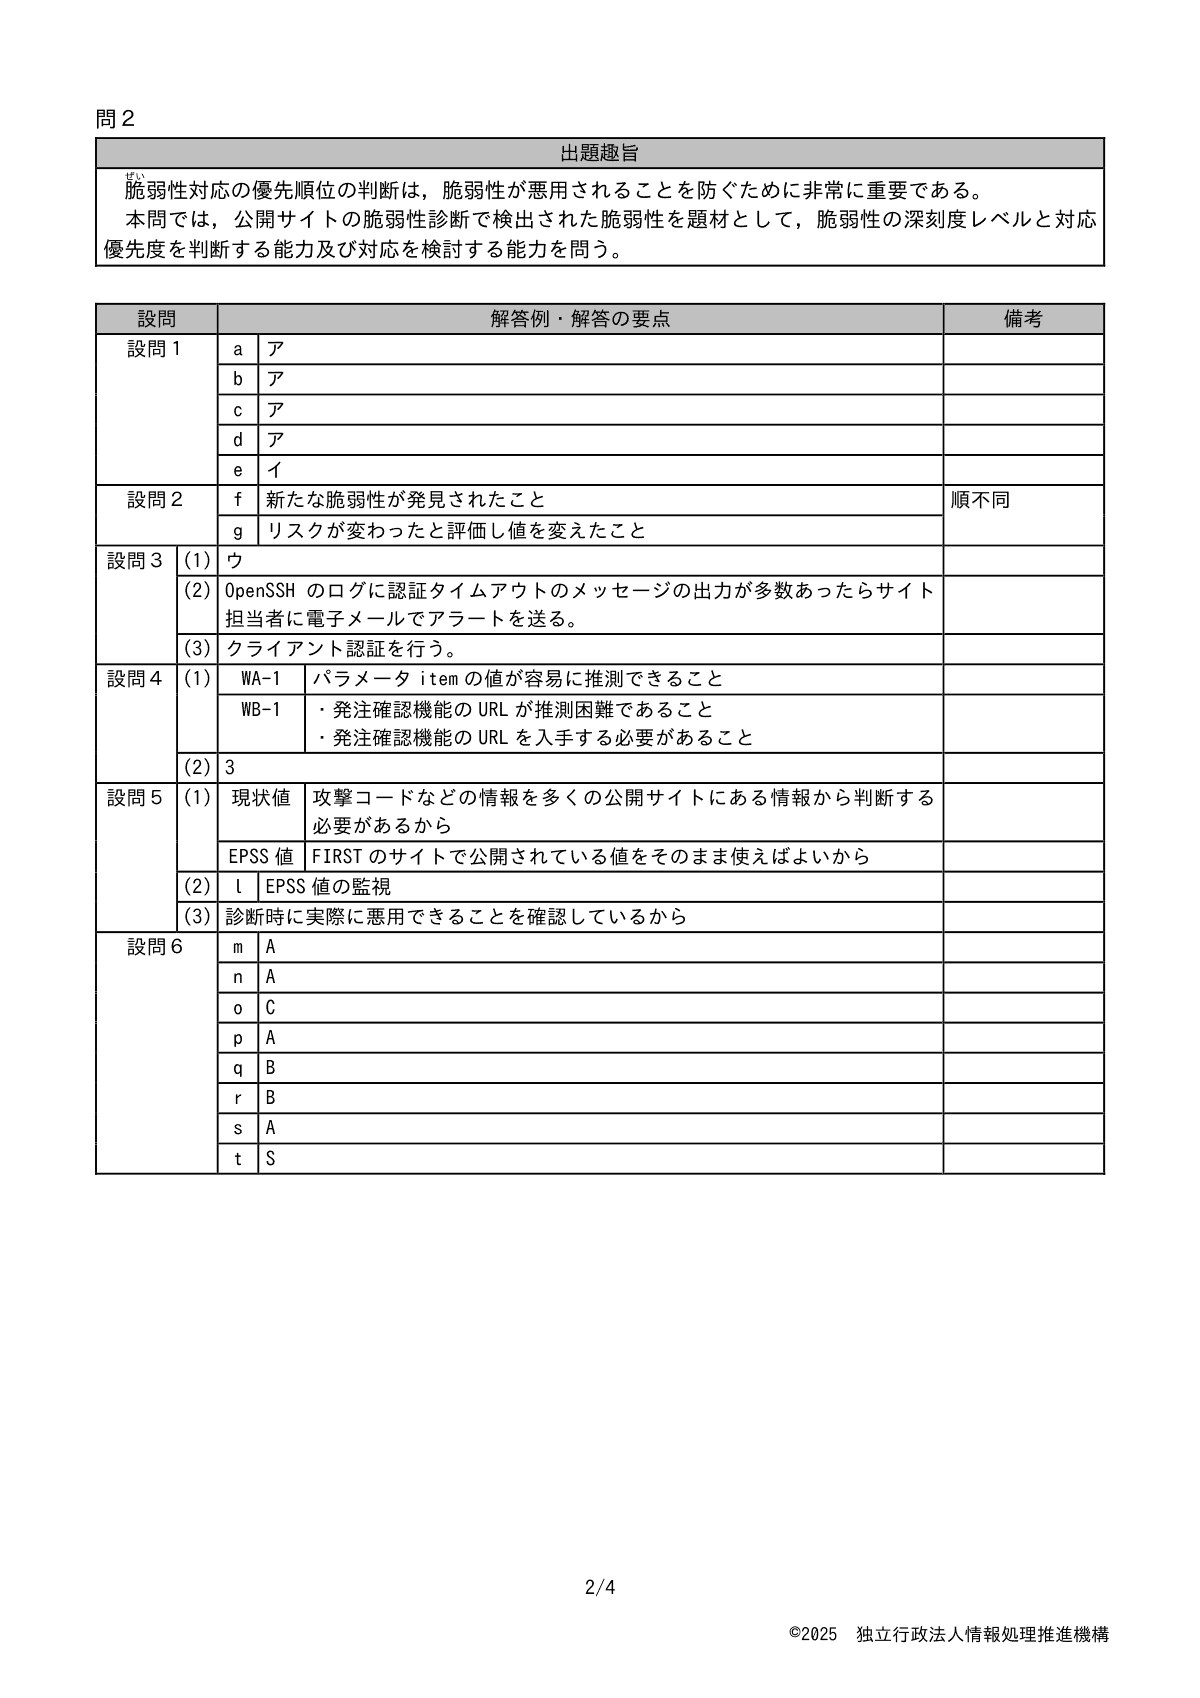 問２
出題趣旨
ぜい
脆弱性対応の優先順位の判断は，脆弱性が悪用されることを防ぐために非常に重要である。
本問では，公開サイトの脆弱性診断で検出された脆弱性を題材として，脆弱性の深刻度レベルと対応
優先度を判断する能力及び対応を検討する能力を問う。
設問 解答例・解答の要点 備考
設問１ a ア
b ア
c ア
d ア
e イ
設問２ f 新たな脆弱性が発見されたこと 順不同
g リスクが変わったと評価し値を変えたこと
設問３ (1) ウ
(2) OpenSSH のログに認証タイムアウトのメッセージの出力が多数あったらサイト
担当者に電子メールでアラートを送る。
(3) クライアント認証を行う。
設問４ (1) WA-1 パラメータ item の値が容易に推測できること
WB-1 ・発注確認機能の URL が推測困難であること
・発注確認機能の URL を入手する必要があること
(2) 3
設問５ (1) 現状値 攻撃コードなどの情報を多くの公開サイトにある情報から判断する
必要があるから
EPSS 値 FIRST のサイトで公開されている値をそのまま使えばよいから
(2) l EPSS 値の監視
(3) 診断時に実際に悪用できることを確認しているから
設問６ m A
n A
o C
p A
q B
r B
s A
t S
2/4
©2025 独立行政法人情報処理推進機構